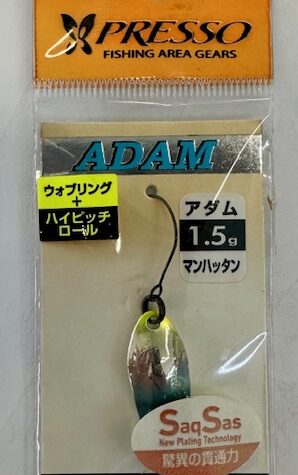 PRESSO
FISHING AREA GEARS
ADAM
ウォブリング
+
ハイピッチ
ロール
アダム
1.5g
マンハッタン
SaqSas
New Plating Technology
驚異の貫通力